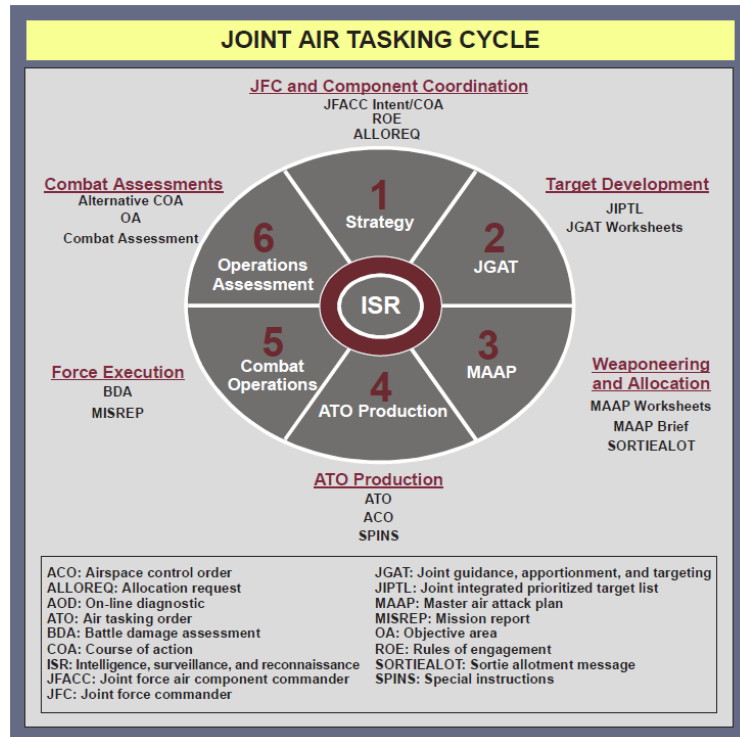 JOINT AIR TASKING CYCLE
JFC and Component Coordination
JFACC Intent/COA
ROE
ALLOREQ
Combat Assessments
Alternative COA
OA
Combat Assessment
Target Development
JIPTL
JGAT Worksheets
1
Strategy
2
JGAT
3
MAAP
4
ATO Production
5
Combat
Operations
6
Operations
Assessment
ISR
Force Execution
BDA
MISREP
Weaponeering
and Allocation
MAAP Worksheets
MAAP Brief
SORTIEALOT
ATO Production
ATO
ACO
SPINS
ACO: Airspace control order
ALLOREQ: Allocation request
AOD: On-line diagnostic
ATO: Air tasking order
BDA: Battle damage assessment
COA: Course of action
ISR: Intelligence, surveillance, and reconnaissance
JFACC: Joint force air component commander
JFC: Joint force commander
JGAT: Joint guidance, apportionment, and targeting
JIPTL: Joint integrated prioritized target list
MAAP: Master air attack plan
MISREP: Mission report
OA: Objective area
ROE: Rules of engagement
SORTIEALOT: Sortie allotment message
SPINS: Special instructions